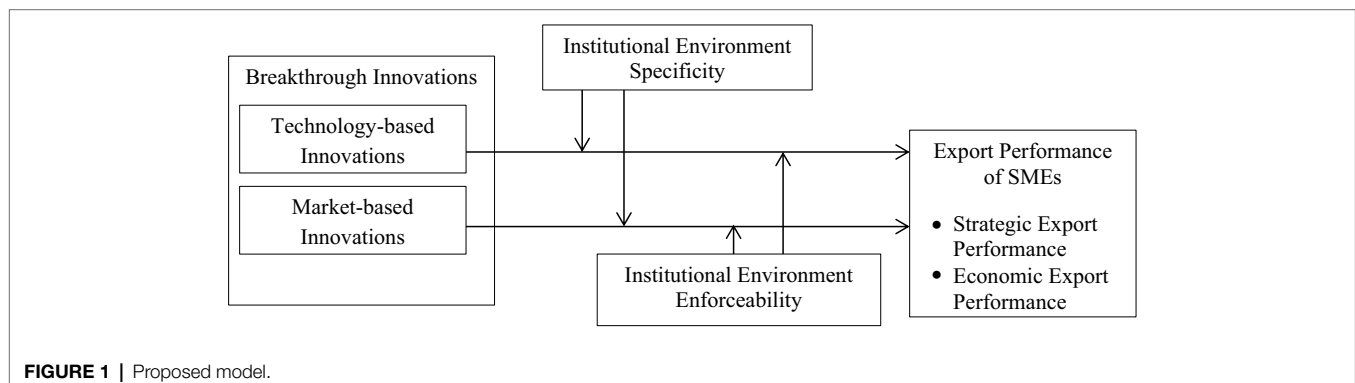 Institutional Environment
Specificity
Breakthrough Innovations
Technology-based
Innovations
Market-based
Innovations
Export Performance
of SMEs
• Strategic Export
Performance
• Economic Export
Performance
Institutional Environment
Enforceability
FIGURE 1 | Proposed model.